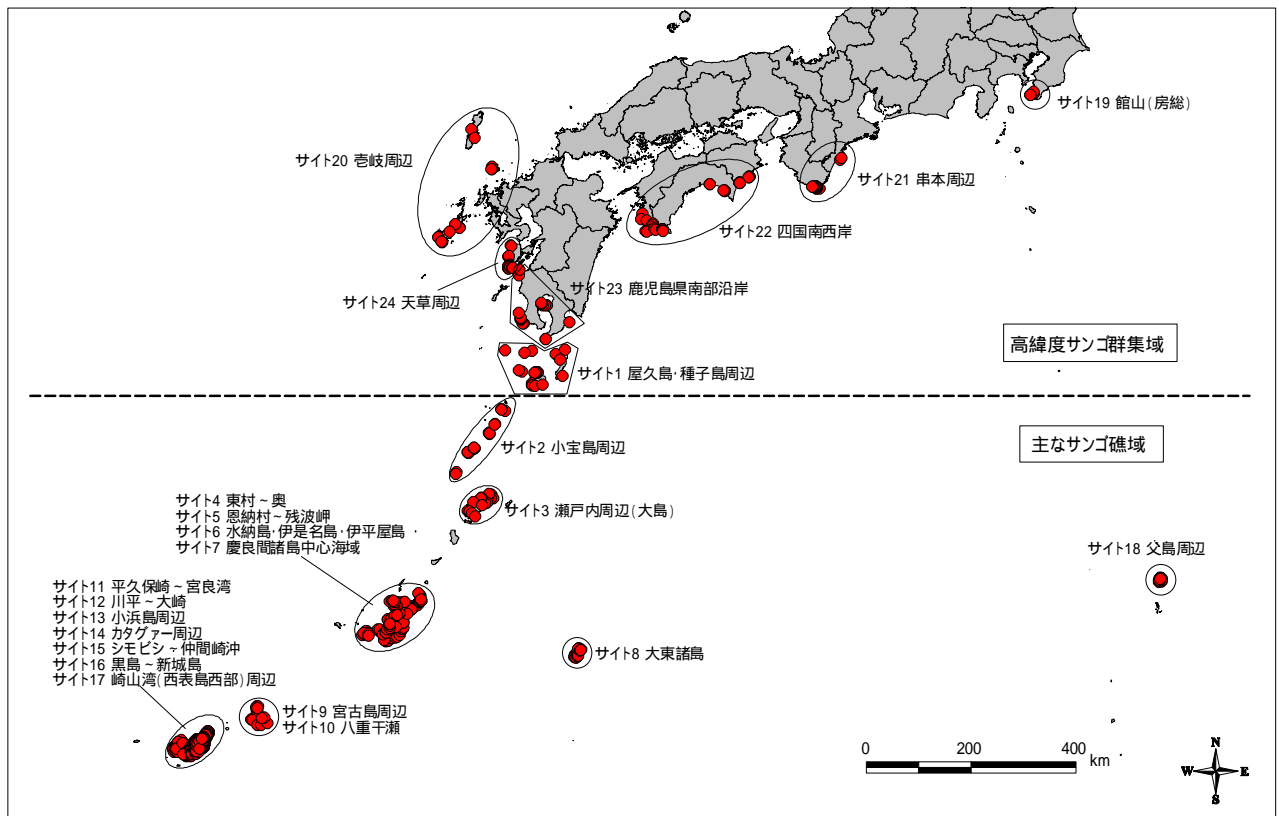 サイト19 館山(房総)
サイト20 壱岐周辺
サイト21 串本周辺
サイト22 四国南西岸
サイト23 鹿児島県南部沿岸
サイト24 天草周辺
高緯度サンゴ群集域
サイト1 屋久島・種子島周辺
主なサンゴ礁域
サイト2 小宝島周辺
サイト3 瀬戸内周辺(大島)
サイト4 東村～奥
サイト5 恩納村～残波岬
サイト6 水納島・伊是名島・伊平屋島
サイト7 慶良間諸島中心海域
サイト18 父島周辺
サイト11 平久保崎～宮良湾
サイト12 川平～大崎
サイト13 小浜島周辺
サイト14 カタグァー周辺
サイト15 シモビシ～仲間崎沖
サイト16 黒島～新城島
サイト17 崎山湾(西表島西部)周辺
サイト8 大東諸島
サイト9 宮古島周辺
サイト10 八重干瀬
0 200 400
km
N
W E
S